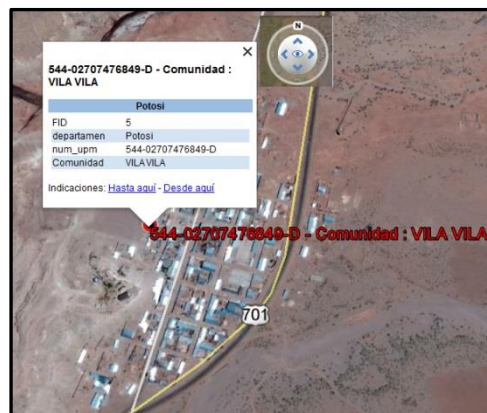 N
544-02707476849-D - Comunidad :
VILA VILA
Potosi
FID 5
departamen Potosi
num_upm 544-02707476849-D
Comunidad VILA VILA
Indicaciones: Hasta aquí - Desde aquí
544-02707476849-D - Comunidad : VILA VILA
701